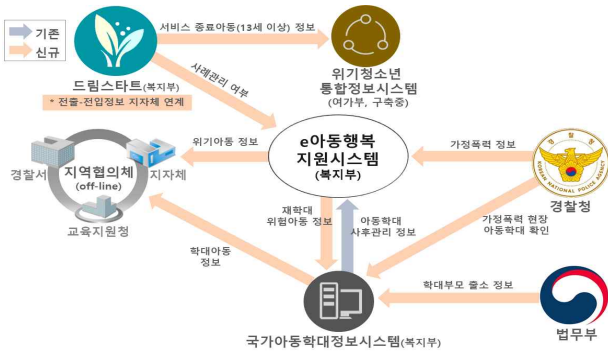 기존
신규
서비스 종료아동(13세 이상) 정보
드림스타트(복지부)
* 전출-전입정보 지자체 연계
사례관리 여부
위기청소년
통합정보시스템
(여가부, 구축중)
e아동행복
지원시스템
(복지부)
위기아동 정보
가정폭력 정보
경찰서
지역협의체
(off-line)
지자체
교육지원청
경찰청
KOREAN NATIONAL POLICE AGENCY
경찰청
재학대
위험아동 정보
아동학대
사후관리 정보
가정폭력 현장
아동학대 확인
학대아동
정보
학대부모 출소 정보
국가아동학대정보시스템(복지부)
법무부